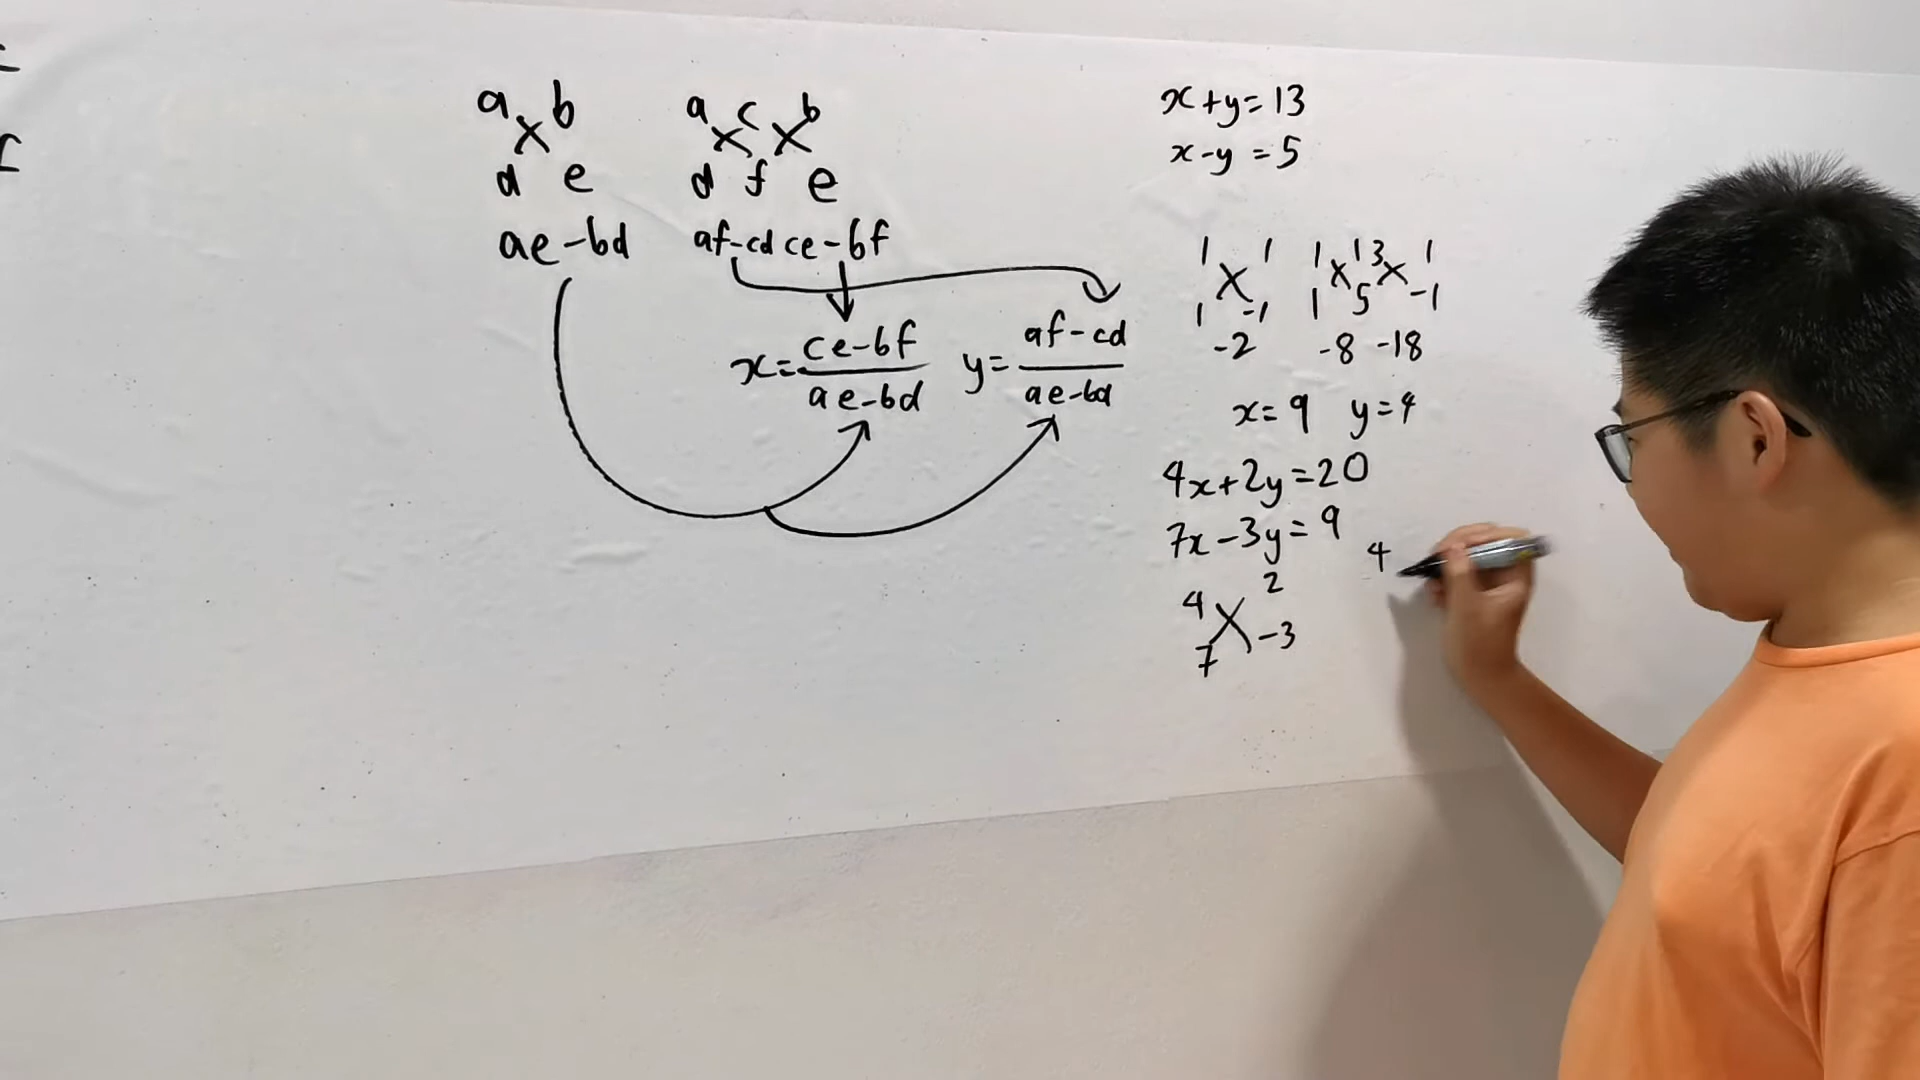 a b a c b
d e d f e
ae-bd af-cd ce-bf
x= ce-bf / ae-bd y= af-cd / ae-bd
x+y=13
x-y=5
1 1 1 13 1
1 -1 1 5 -1
-2 -8 -18
x=9 y=4
4x+2y=20
7x-3y=9
4 2 4
7 -3